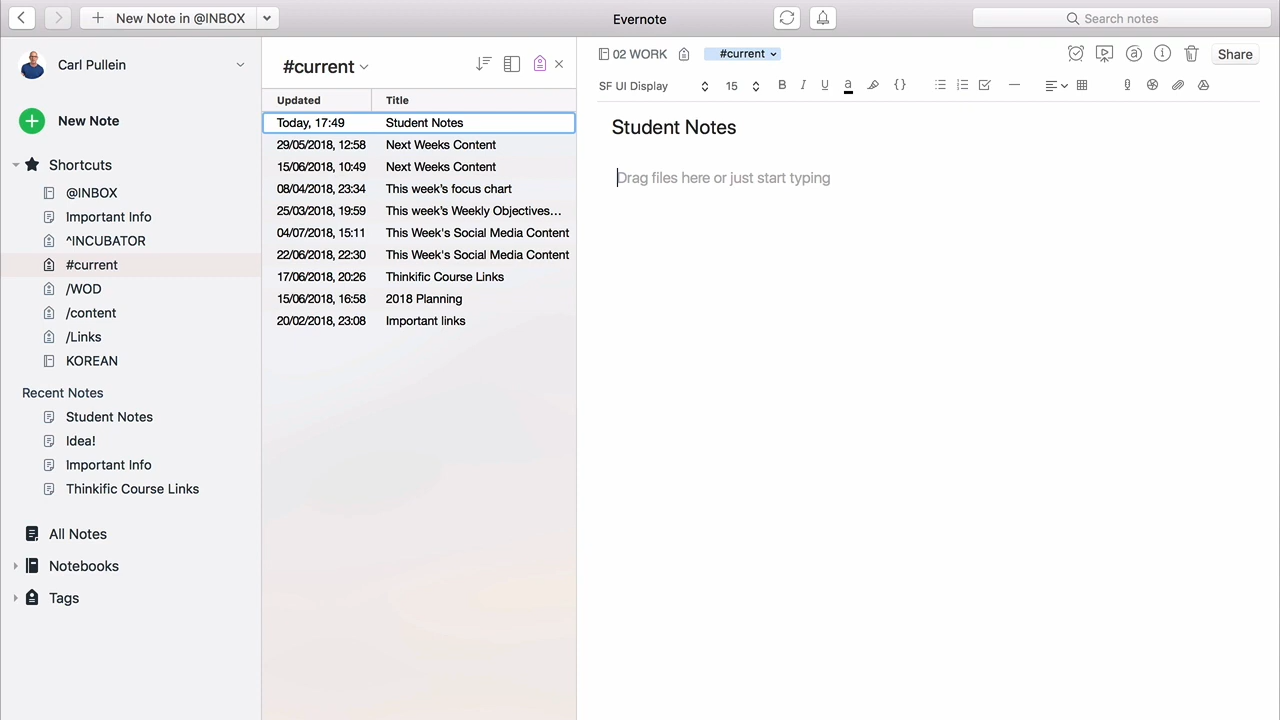 New Note in @INBOX
Evernote
Search notes
Carl Pullein
New Note
Shortcuts
@INBOX
Important Info
^INCUBATOR
#current
/WOD
/content
/Links
KOREAN
Recent Notes
Student Notes
Idea!
Important Info
Thinkific Course Links
All Notes
Notebooks
Tags
#current
Updated Title
Today, 17:49 Student Notes
29/05/2018, 12:58 Next Weeks Content
15/06/2018, 10:49 Next Weeks Content
08/04/2018, 23:34 This week's focus chart
25/03/2018, 19:59 This week's Weekly Objectives...
04/07/2018, 15:11 This Week's Social Media Content
22/06/2018, 22:30 This Week's Social Media Content
17/06/2018, 20:26 Thinkific Course Links
15/06/2018, 16:58 2018 Planning
20/02/2018, 23:08 Important links
02 WORK #current Share
SF UI Display 15 B I U a {}
Student Notes
Drag files here or just start typing